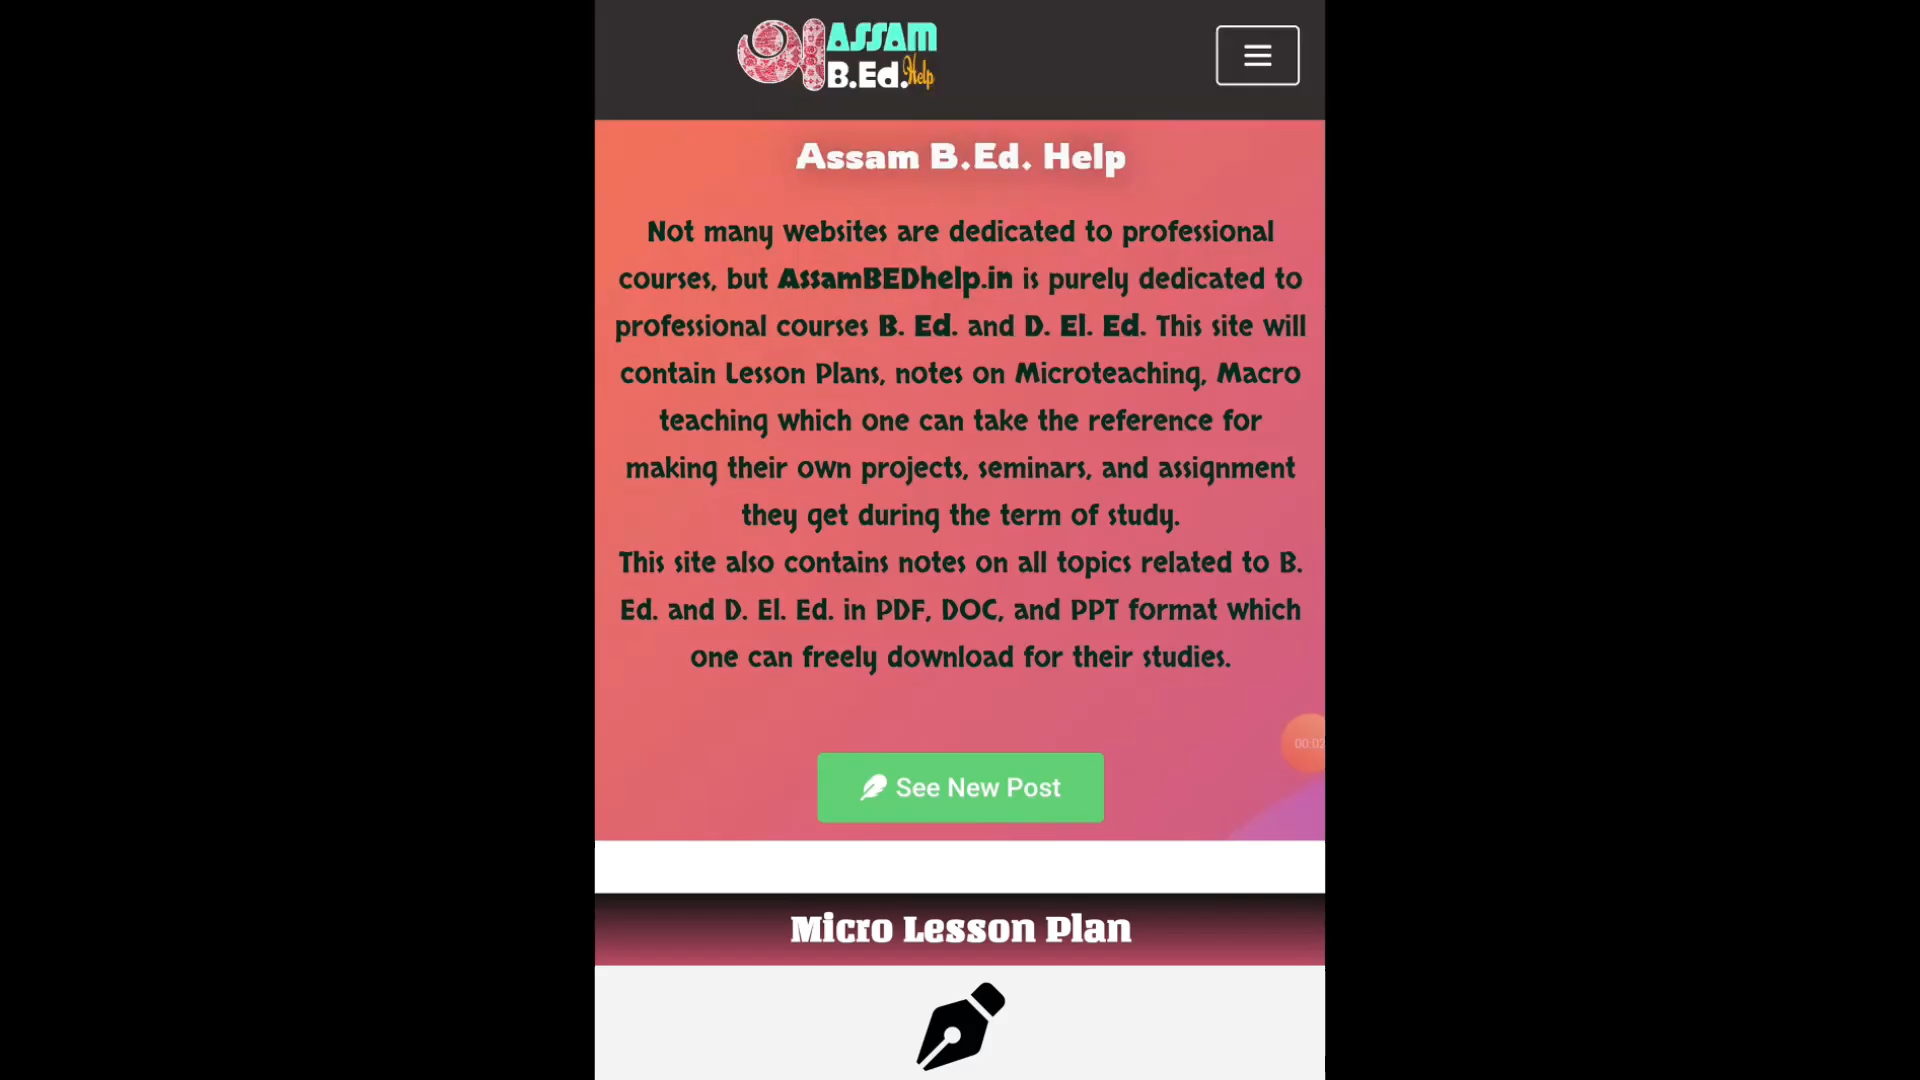 ASSAM
B.Ed. Help
Assam B.Ed. Help
Not many websites are dedicated to professional
courses, but AssamBEDhelp.in is purely dedicated to
professional courses B. Ed. and D. El. Ed. This site will
contain Lesson Plans, notes on Microteaching, Macro
teaching which one can take the reference for
making their own projects, seminars, and assignment
they get during the term of study.
This site also contains notes on all topics related to B.
Ed. and D. El. Ed. in PDF, DOC, and PPT format which
one can freely download for their studies.
00:02
See New Post
Micro Lesson Plan